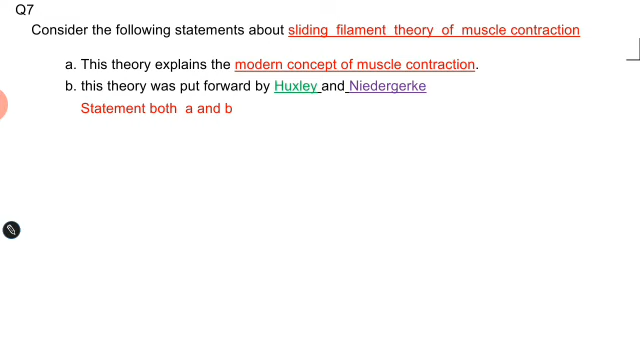 Q7
Consider the following statements about sliding filament theory of muscle contraction
a. This theory explains the modern concept of muscle contraction.
b. this theory was put forward by Huxley and Niedergerke
Statement both a and b